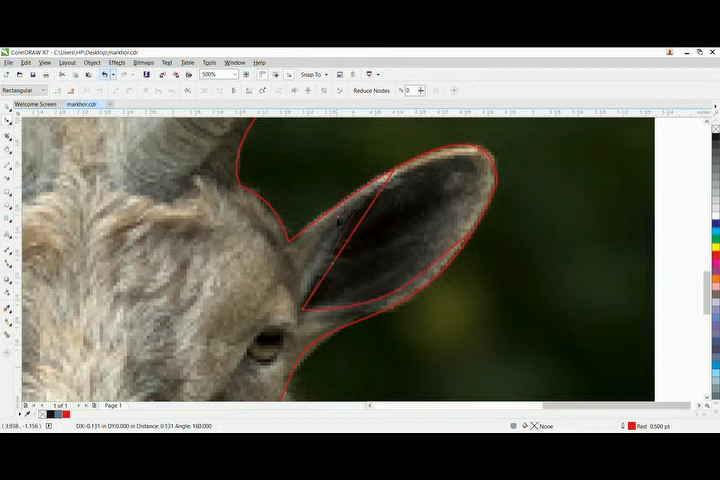 CorelDRAW X7 - C:\Users\HP\Desktop\markhor.cdr
File View Layout Object Effects Bitmaps Text Table Tools Window Help
500% Snap To
Rectangular Reduce Nodes 0
Welcome Screen markhor.cdr
1 of 1 Page 1
(3.938, -1.156) DX:-0.131 in DY:0.000 in Distance: 0.131 Angle: 180.000 None Red 0.500 pt